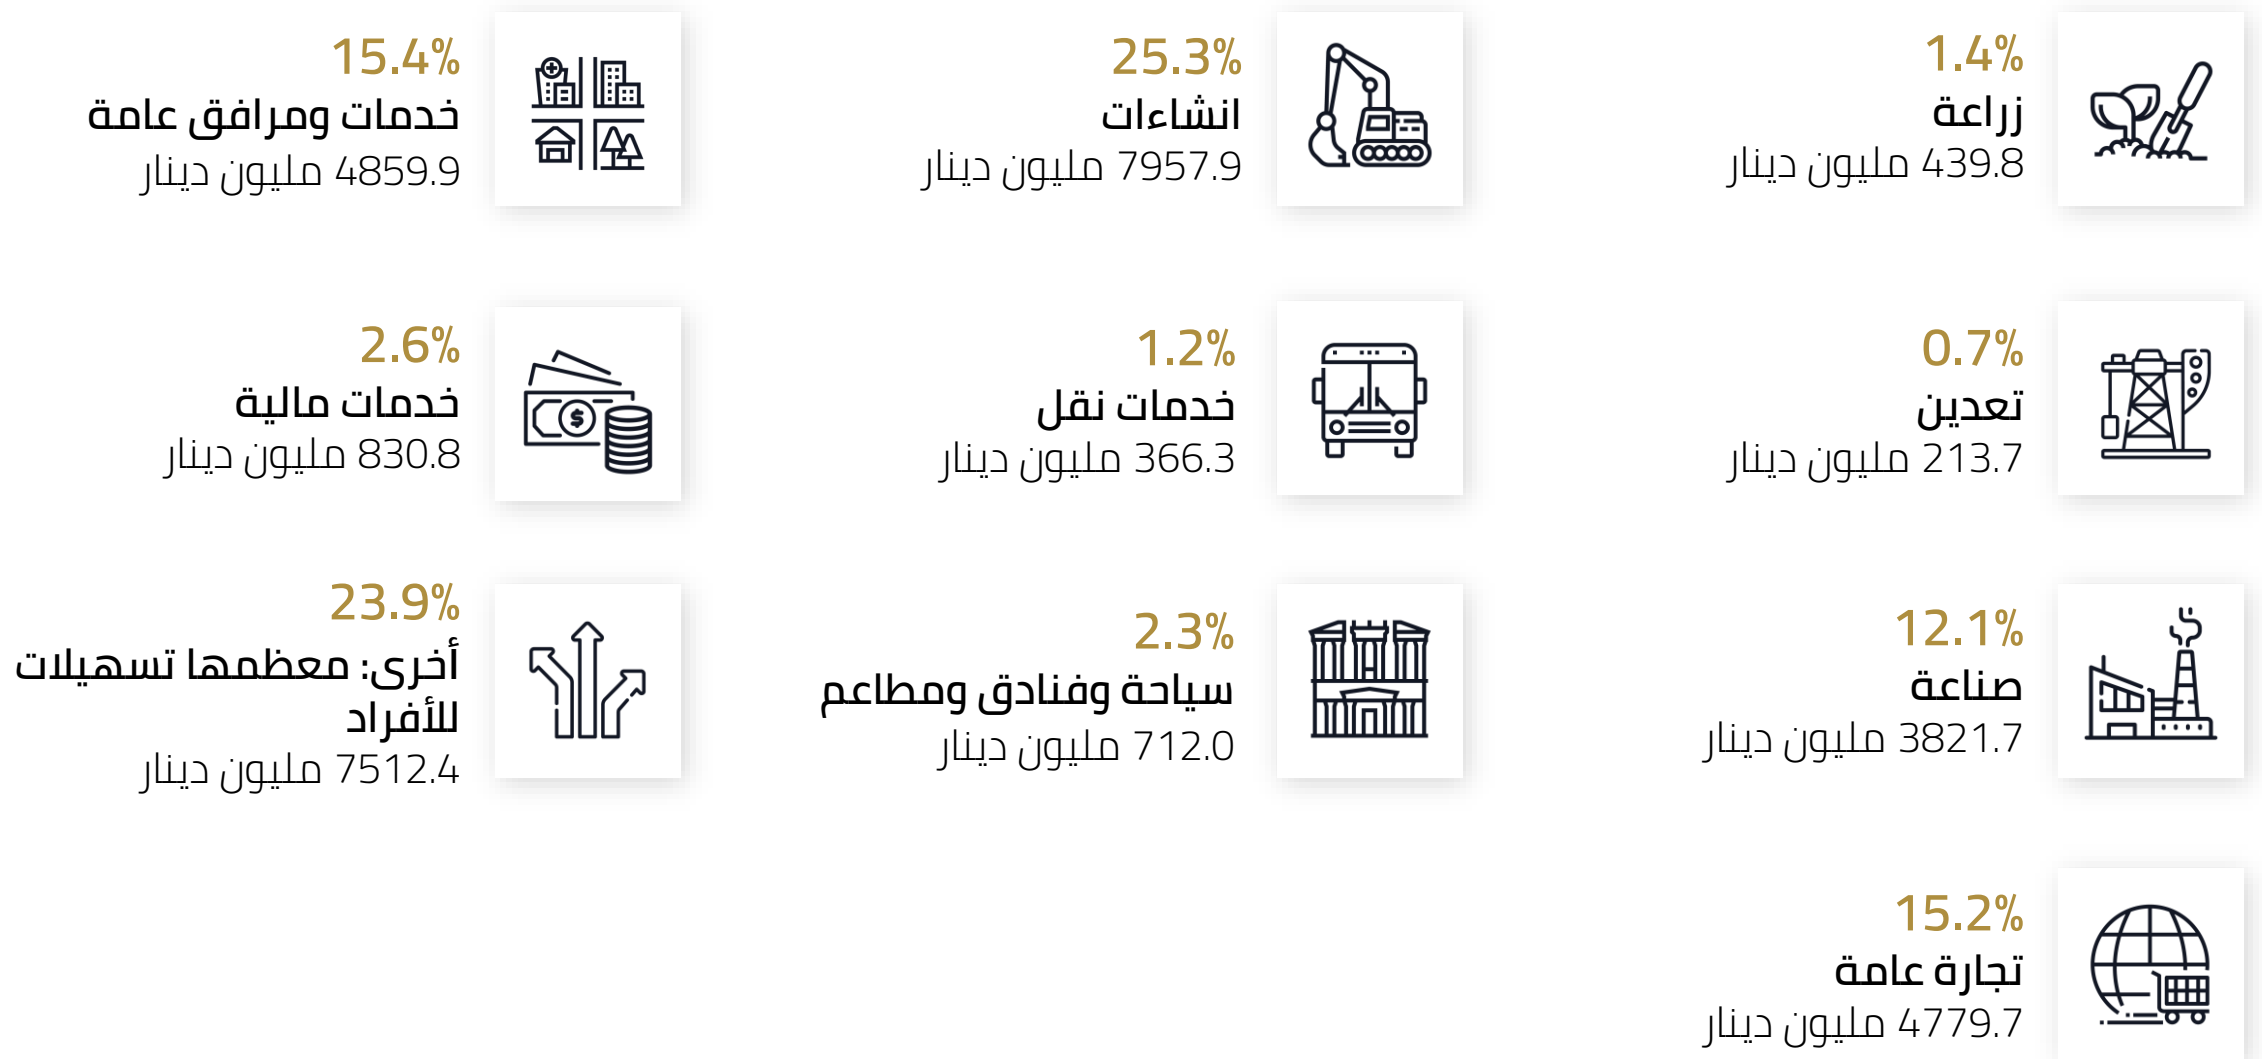 1.4%
زراعة
439.8 مليون دينار
0.7%
تعدين
213.7 مليون دينار
12.1%
صناعة
3821.7 مليون دينار
15.2%
تجارة عامة
4779.7 مليون دينار
25.3%
انشاءات
7957.9 مليون دينار
1.2%
خدمات نقل
366.3 مليون دينار
2.3%
سياحة وفنادق ومطاعم
712.0 مليون دينار
15.4%
خدمات ومرافق عامة
4859.9 مليون دينار
2.6%
خدمات مالية
830.8 مليون دينار
23.9%
أخرى: معظمها تسهيلات
للأفراد
7512.4 مليون دينار